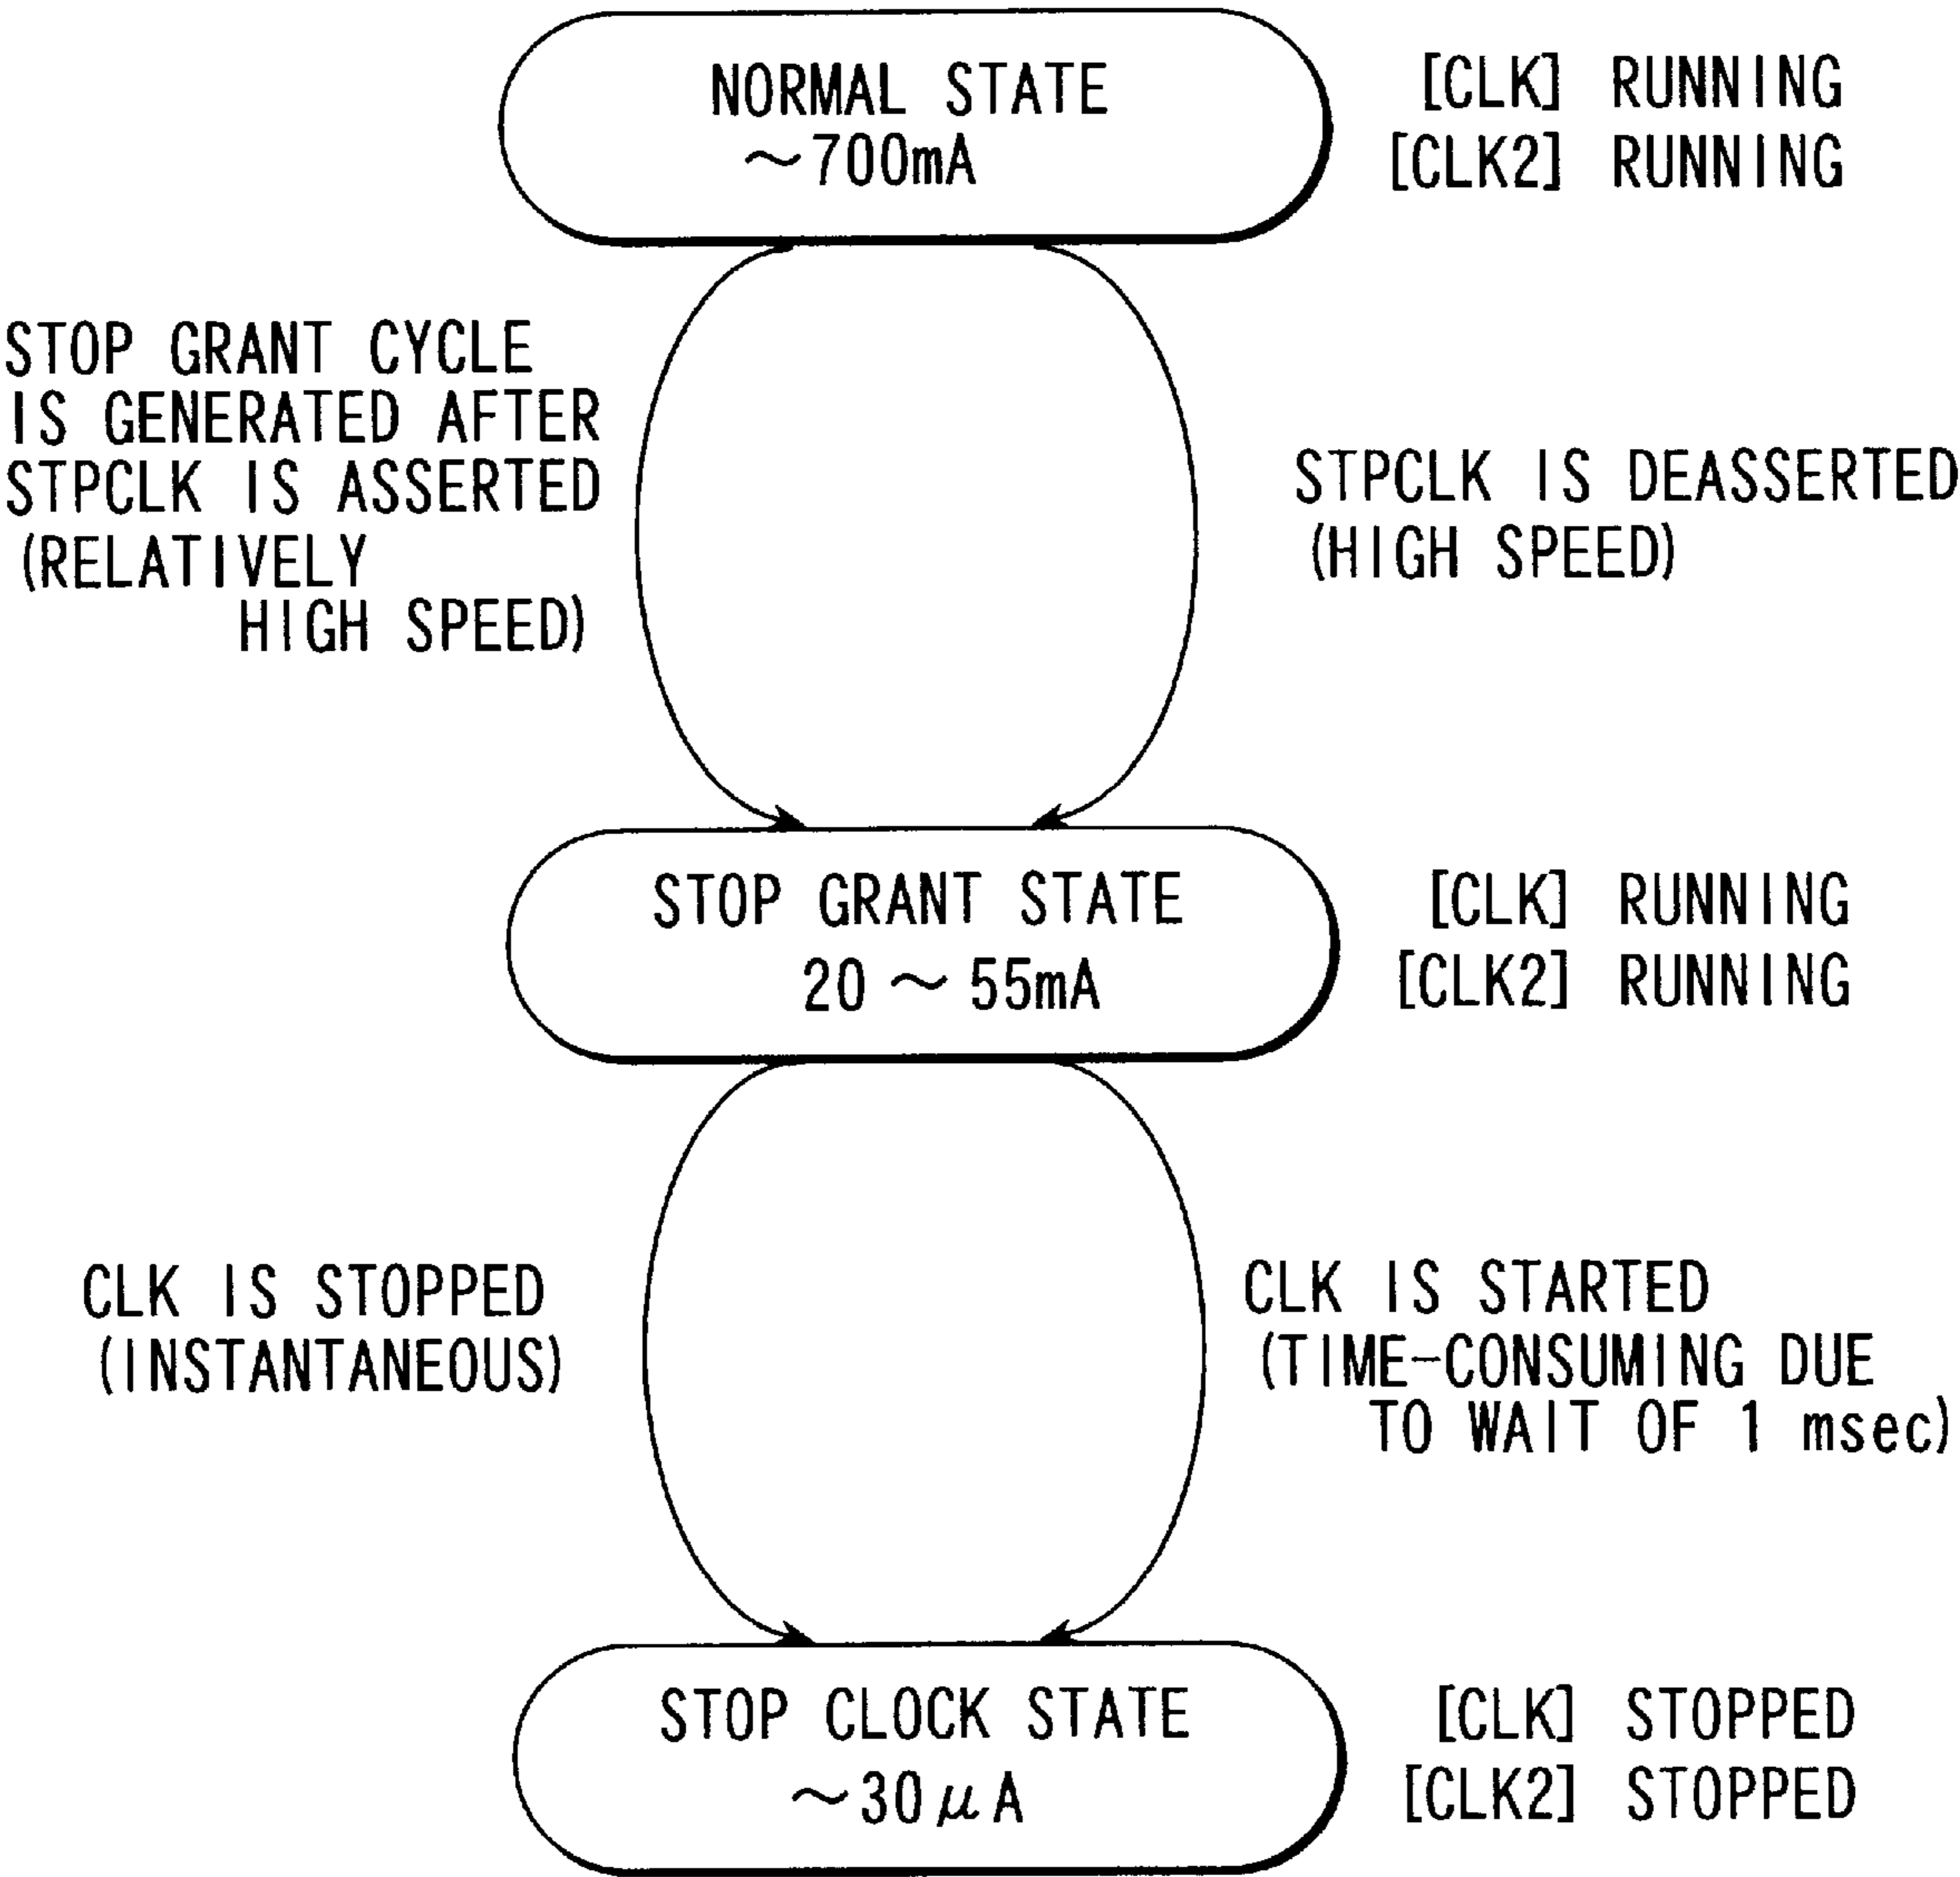 NORMAL STATE
~700mA
[CLK] RUNNING
[CLK2] RUNNING
STOP GRANT CYCLE
IS GENERATED AFTER
STPCLK IS ASSERTED
(RELATIVELY
HIGH SPEED)
STPCLK IS DEASSERTED
(HIGH SPEED)
STOP GRANT STATE
20 ~ 55mA
[CLK] RUNNING
[CLK2] RUNNING
CLK IS STOPPED
(INSTANTANEOUS)
CLK IS STARTED
(TIME-CONSUMING DUE
TO WAIT OF 1 msec)
STOP CLOCK STATE
~30μA
[CLK] STOPPED
[CLK2] STOPPED